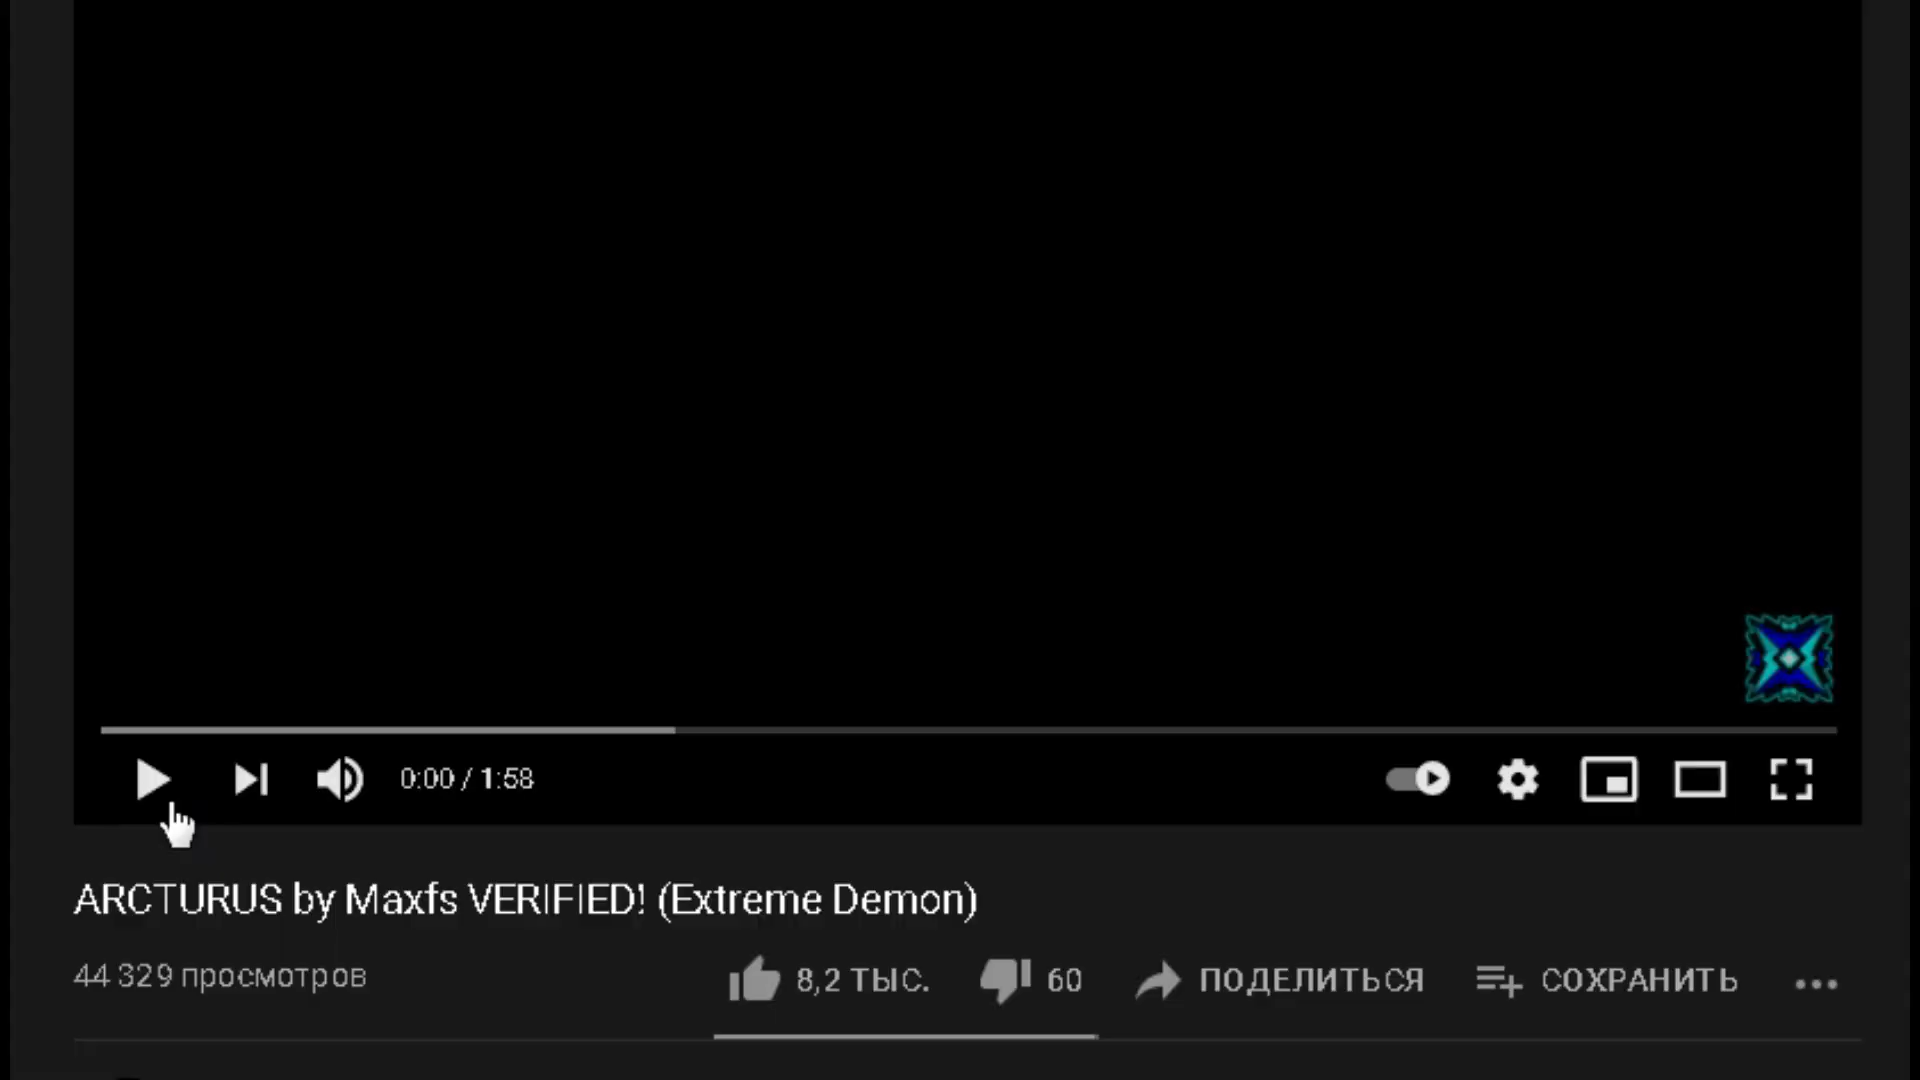 0:00 / 1:58
ARCTURUS by Maxfs VERIFIED! (Extreme Demon)
44 329 просмотров 8,2 ТЫС. 60 ПОДЕЛИТЬСЯ СОХРАНИТЬ